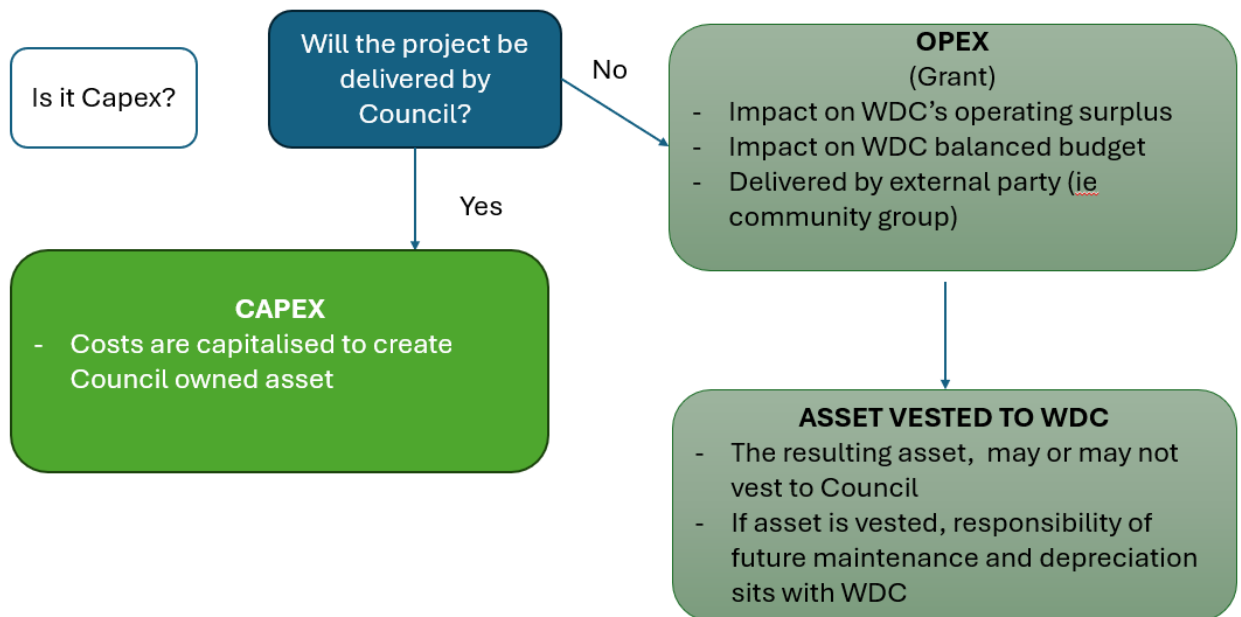 Is it Capex?
Will the project be
delivered by
Council?
No
Yes
OPEX
(Grant)
- Impact on WDC’s operating surplus
- Impact on WDC balanced budget
- Delivered by external party (ie
community group)
CAPEX
- Costs are capitalised to create
Council owned asset
ASSET VESTED TO WDC
- The resulting asset, may or may not
vest to Council
- If asset is vested, responsibility of
future maintenance and depreciation
sits with WDC